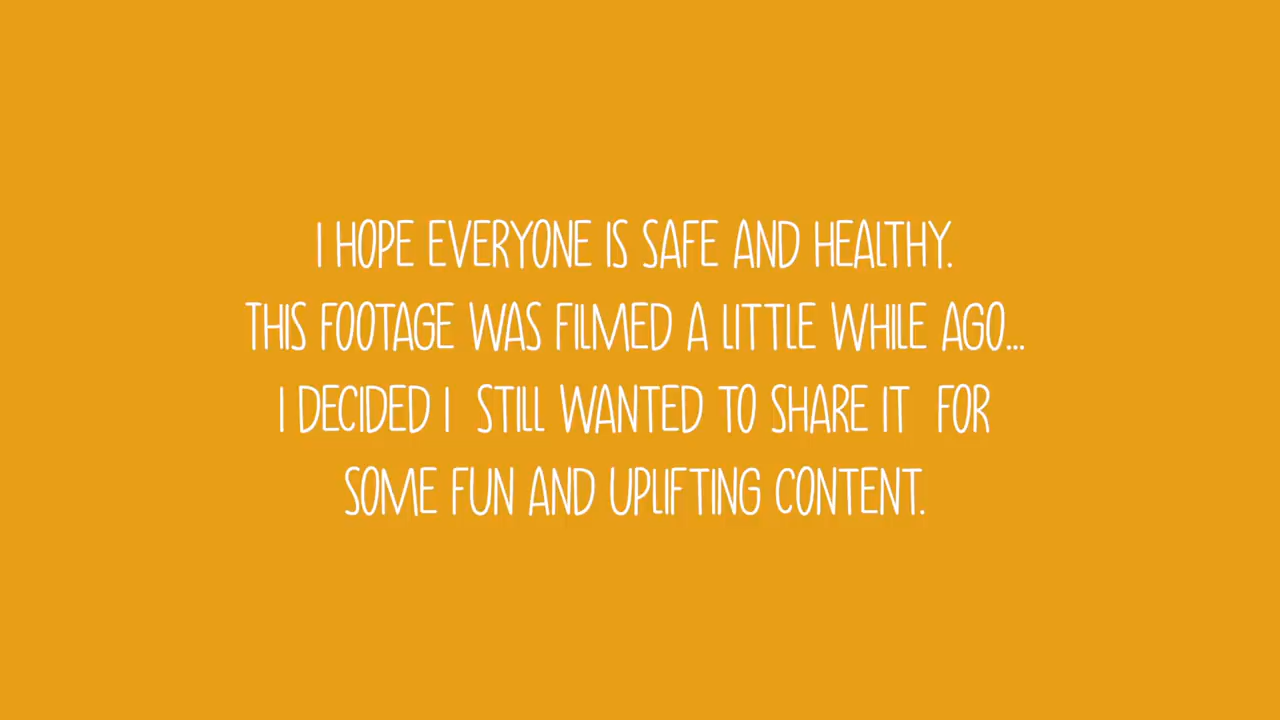 I HOPE EVERYONE IS SAFE AND HEALTHY.
THIS FOOTAGE WAS FILMED A LITTLE WHILE AGO...
I DECIDED I STILL WANTED TO SHARE IT FOR
SOME FUN AND UPLIFTING CONTENT.